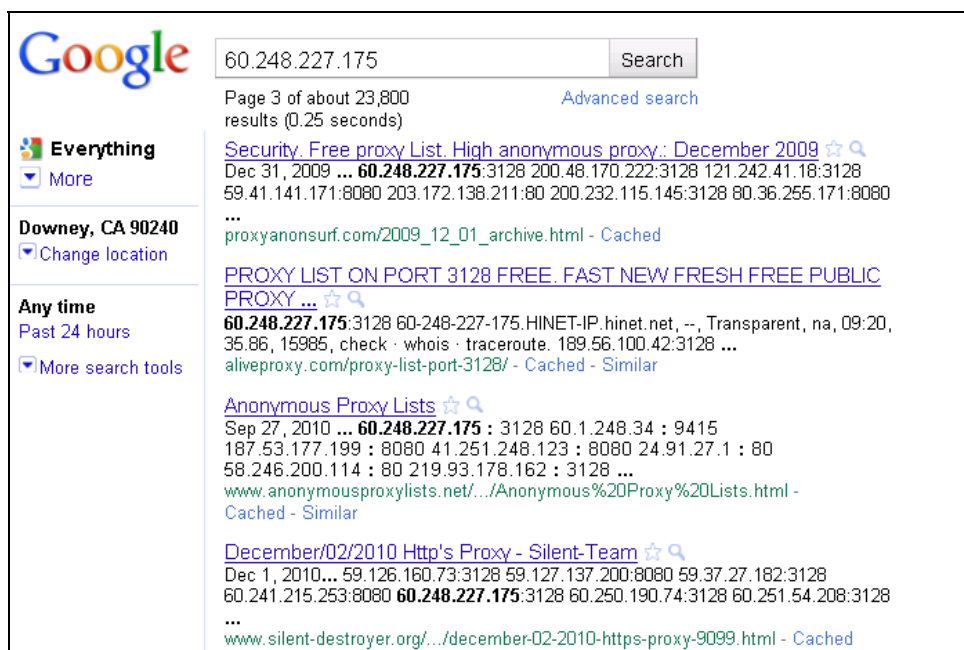 Google
60.248.227.175
Search
Page 3 of about 23,800
results (0.25 seconds)
Advanced search
Everything
More
Downey, CA 90240
Change location
Any time
Past 24 hours
More search tools
Security. Free proxy List. High anonymous proxy.: December 2009
Dec 31, 2009 ... 60.248.227.175:3128 200.48.170.222:3128 121.242.41.18:3128
59.41.141.171:8080 203.172.138.211:80 200.232.115.145:3128 80.36.255.171:8080
...
proxyanonsurf.com/2009_12_01_archive.html - Cached
PROXY LIST ON PORT 3128 FREE. FAST NEW FRESH FREE PUBLIC
PROXY ...
60.248.227.175:3128 60-248-227-175.HINET-IP.hinet.net, --, Transparent, na, 09:20,
35.86, 15985, check · whois · traceroute. 189.56.100.42:3128 ...
aliveproxy.com/proxy-list-port-3128/ - Cached - Similar
Anonymous Proxy Lists
Sep 27, 2010 ... 60.248.227.175 : 3128 60.1.248.34 : 9415
187.53.177.199 : 8080 41.251.248.123 : 8080 24.91.27.1 : 80
58.246.200.114 : 80 219.93.178.162 : 3128 ...
www.anonymousproxylists.net/.../Anonymous%20Proxy%20Lists.html -
Cached - Similar
December/02/2010 Http's Proxy - Silent-Team
Dec 1, 2010... 59.126.160.73:3128 59.127.137.200:8080 59.37.27.182:3128
60.241.215.253:8080 60.248.227.175:3128 60.250.190.74:3128 60.251.54.208:3128
...
www.silent-destroyer.org/.../december-02-2010-https-proxy-9099.html - Cached